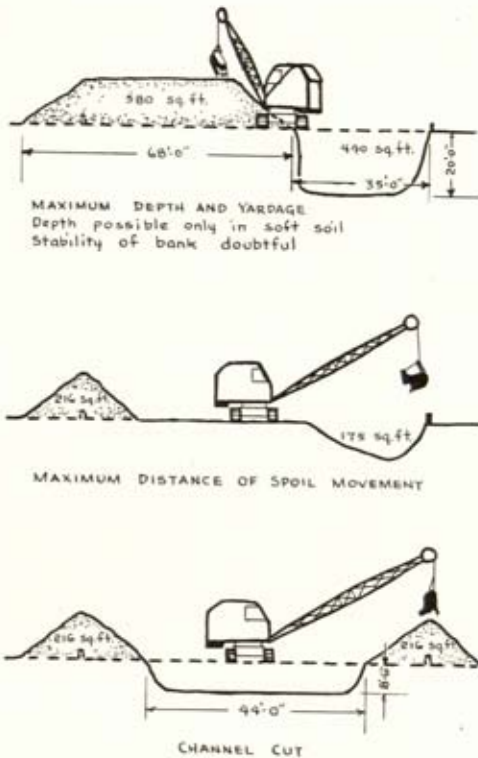 580 sq.ft.
490 sq.ft.
68'-0"
35'-0"
20'-0"
MAXIMUM DEPTH AND YARDAGE
Depth possible only in soft soil
Stability of bank doubtful
216 sq.ft.
175 sq.ft.
MAXIMUM DISTANCE OF SPOIL MOVEMENT
216 sq.ft.
216 sq.ft.
8'-0"
44'-0"
CHANNEL CUT